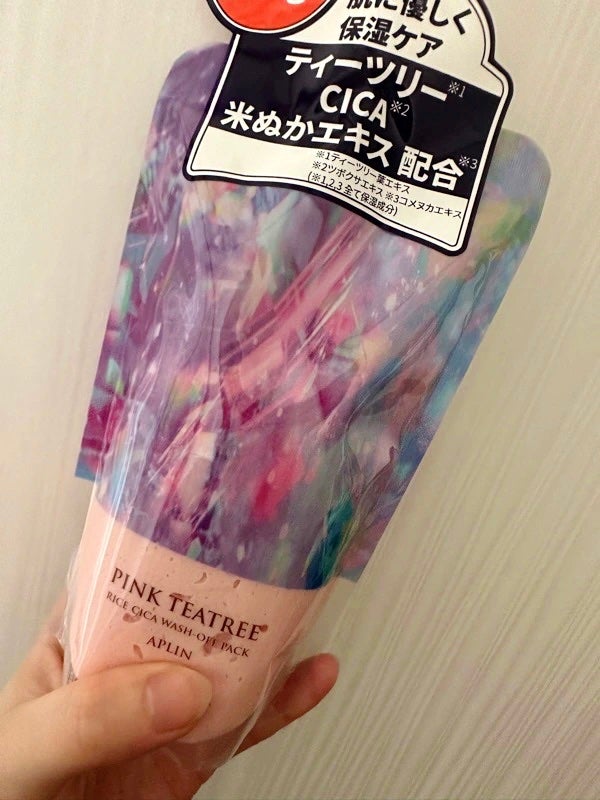 肌に優しく
保湿ケア
ティーツリー※1
CICA※2
米ぬかエキス 配合※3
※1ティーツリー葉エキス
※2ツボクサエキス ※3コメヌカエキス
(※1,2,3 全て保湿成分)
PINK TEATREE
RICE CICA WASH-OFF PACK
APLIN